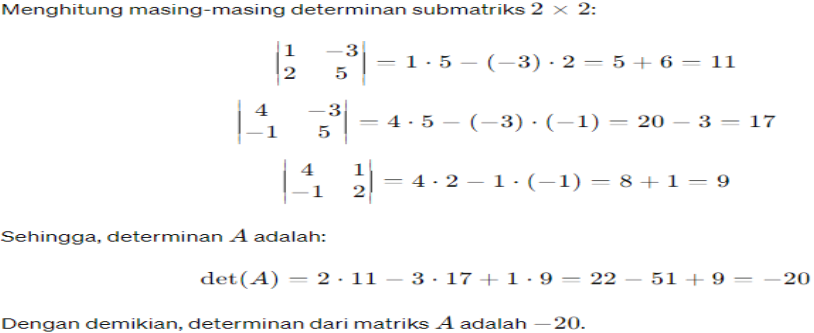 Menghitung masing-masing determinan submatriks 2 × 2:
|1 −3|
|2 5| = 1 · 5 − (−3) · 2 = 5 + 6 = 11
|4 −3|
|−1 5| = 4 · 5 − (−3) · (−1) = 20 − 3 = 17
|4 1|
|−1 2| = 4 · 2 − 1 · (−1) = 8 + 1 = 9
Sehingga, determinan A adalah:
det(A) = 2 · 11 − 3 · 17 + 1 · 9 = 22 − 51 + 9 = −20
Dengan demikian, determinan dari matriks A adalah −20.